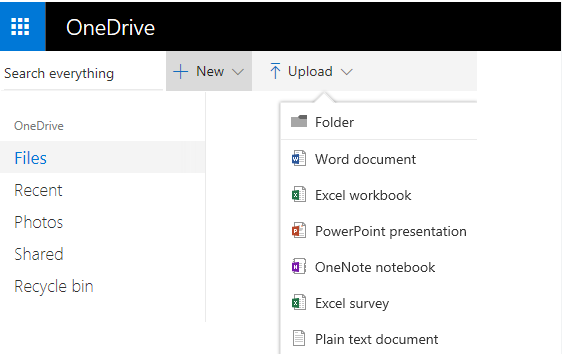 OneDrive
Search everything
New
Upload
OneDrive
Files
Recent
Photos
Shared
Recycle bin
Folder
Word document
Excel workbook
PowerPoint presentation
OneNote notebook
Excel survey
Plain text document